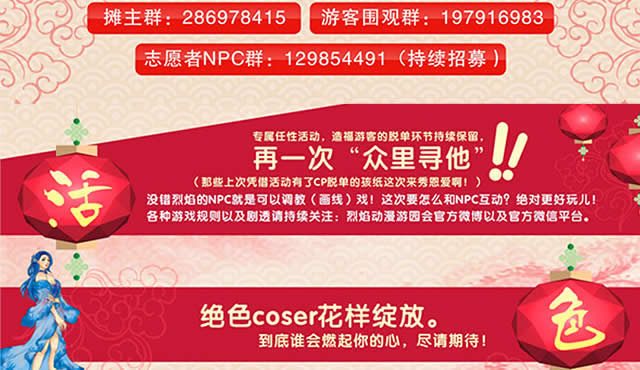 摊主群：286978415 游客围观群：197916983
志愿者NPC群：129854491（持续招募）
专属任性活动，造福游客的脱单环节持续保留，
再一次“众里寻他”!!
（那些上次凭借活动有了CP脱单的孩纸这次来秀恩爱啊！）
没错烈焰的NPC就是可以调教（画线）戏！这次要怎么和NPC互动？绝对更好玩儿！
各种游戏规则以及剧透请持续关注：烈焰动漫游园会官方微博以及官方微信平台。
活
绝色coser花样绽放。
到底谁会燃起你的心，尽请期待！
色